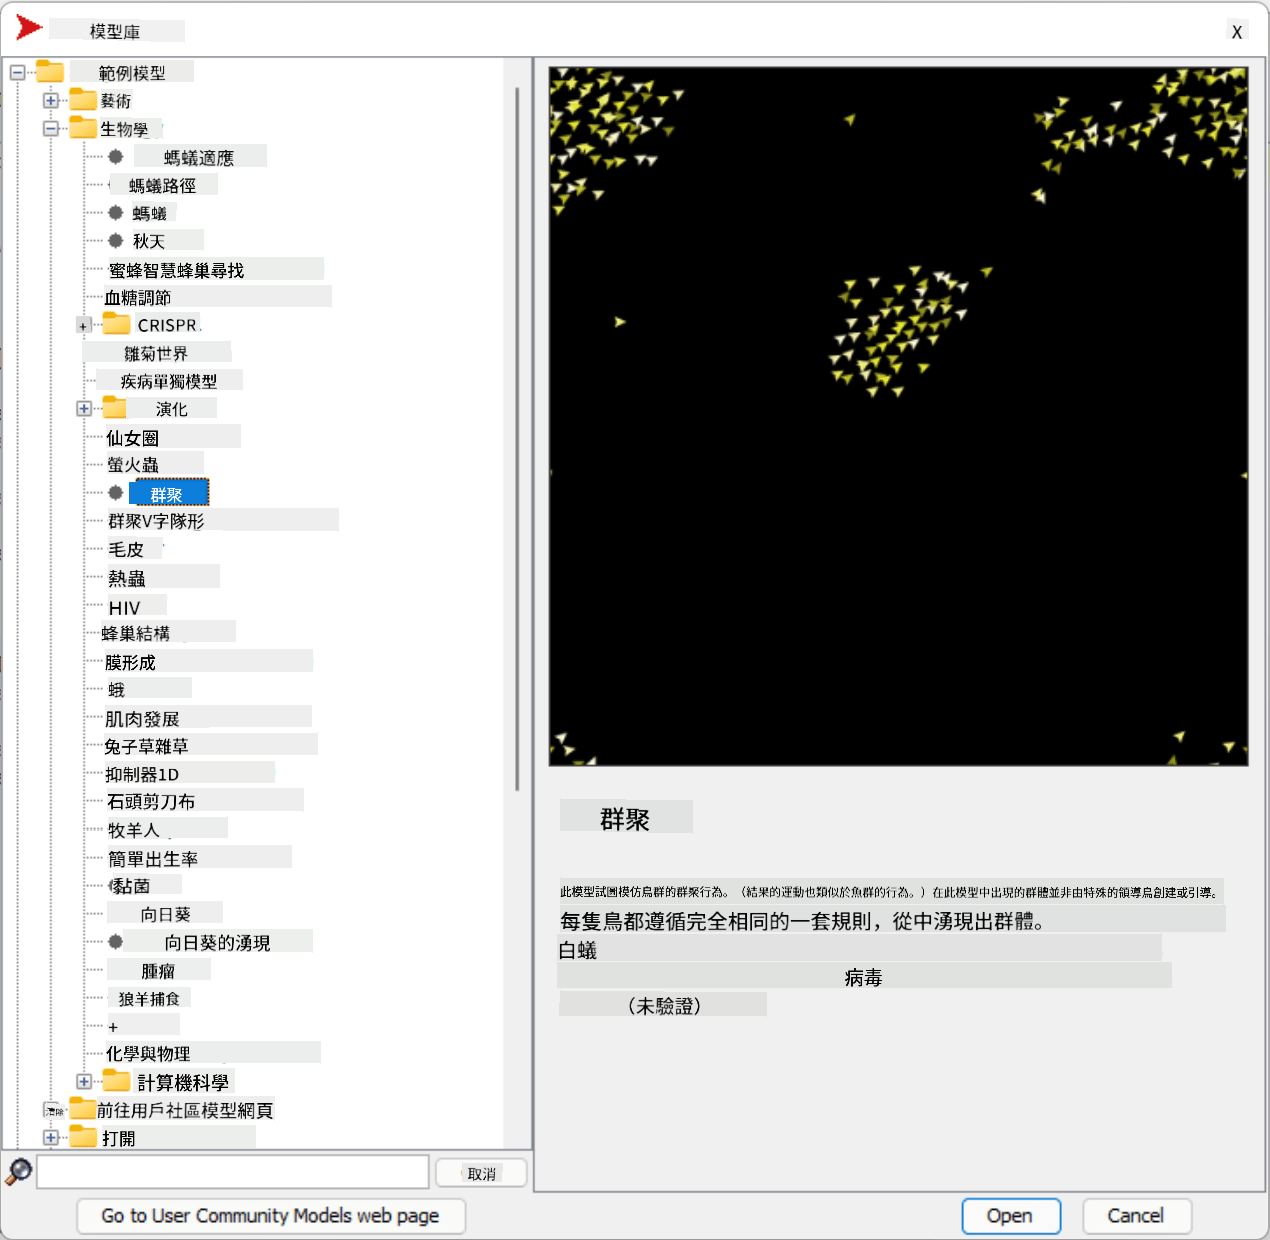 模型庫
X
範例模型
藝術
生物學
螞蟻適應
螞蟻路徑
螞蟻
秋天
蜜蜂智慧蜂巢尋找
血糖調節
CRISPR
雛菊世界
疾病單獨模型
演化
仙女圈
螢火蟲
群聚
群聚V字隊形
毛皮
熱蟲
HIV
蜂巢結構
膜形成
蛾
肌肉發展
兔子草雜草
抑制器1D
石頭剪刀布
牧羊人
簡單出生率
黏菌
向日葵
向日葵的湧現
腫瘤
狼羊捕食
+
化學與物理
計算機科學
清除
前往用戶社區模型網頁
打開
取消
Go to User Community Models web page
群聚
此模型試圖模仿鳥群的群聚行為。（結果的運動也類似於魚群的行為。）在此模型中出現的群體並非由特殊的領導鳥創建或引導。
每隻鳥都遵循完全相同的一套規則，從中湧現出群體。
白蟻
病毒
（未驗證）
Open
Cancel